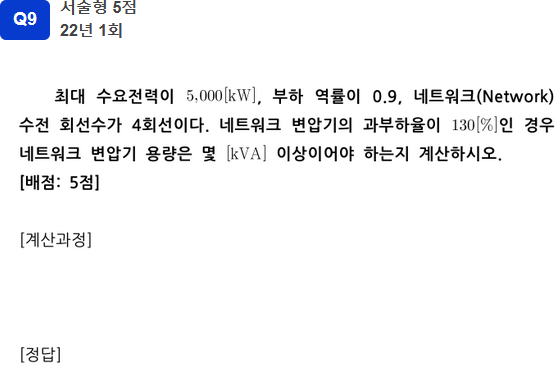 Q9
서술형 5점
22년 1회
최대 수요전력이 5,000[kW], 부하 역률이 0.9, 네트워크(Network)
수전 회선수가 4회선이다. 네트워크 변압기의 과부하율이 130[%]인 경우
네트워크 변압기 용량은 몇 [kVA] 이상이어야 하는지 계산하시오.
[배점: 5점]
[계산과정]
[정답]